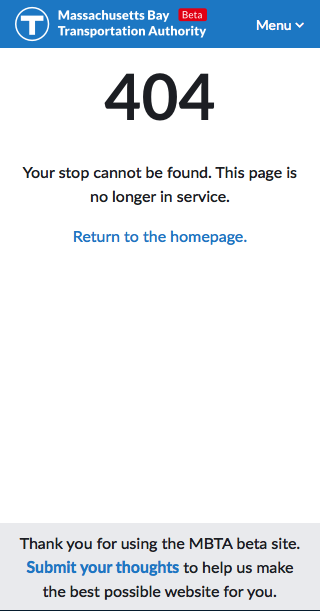 T
Massachusetts Bay Beta
Transportation Authority
Menu
404
Your stop cannot be found. This page is
no longer in service.
Return to the homepage.
Thank you for using the MBTA beta site.
Submit your thoughts to help us make
the best possible website for you.